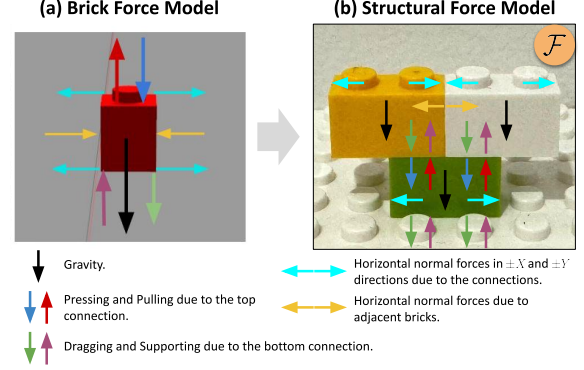 (a) Brick Force Model
(b) Structural Force Model
F
Gravity.
Pressing and Pulling due to the top
connection.
Dragging and Supporting due to the bottom connection.
Horizontal normal forces in ±X and ±Y
directions due to the connections.
Horizontal normal forces due to
adjacent bricks.